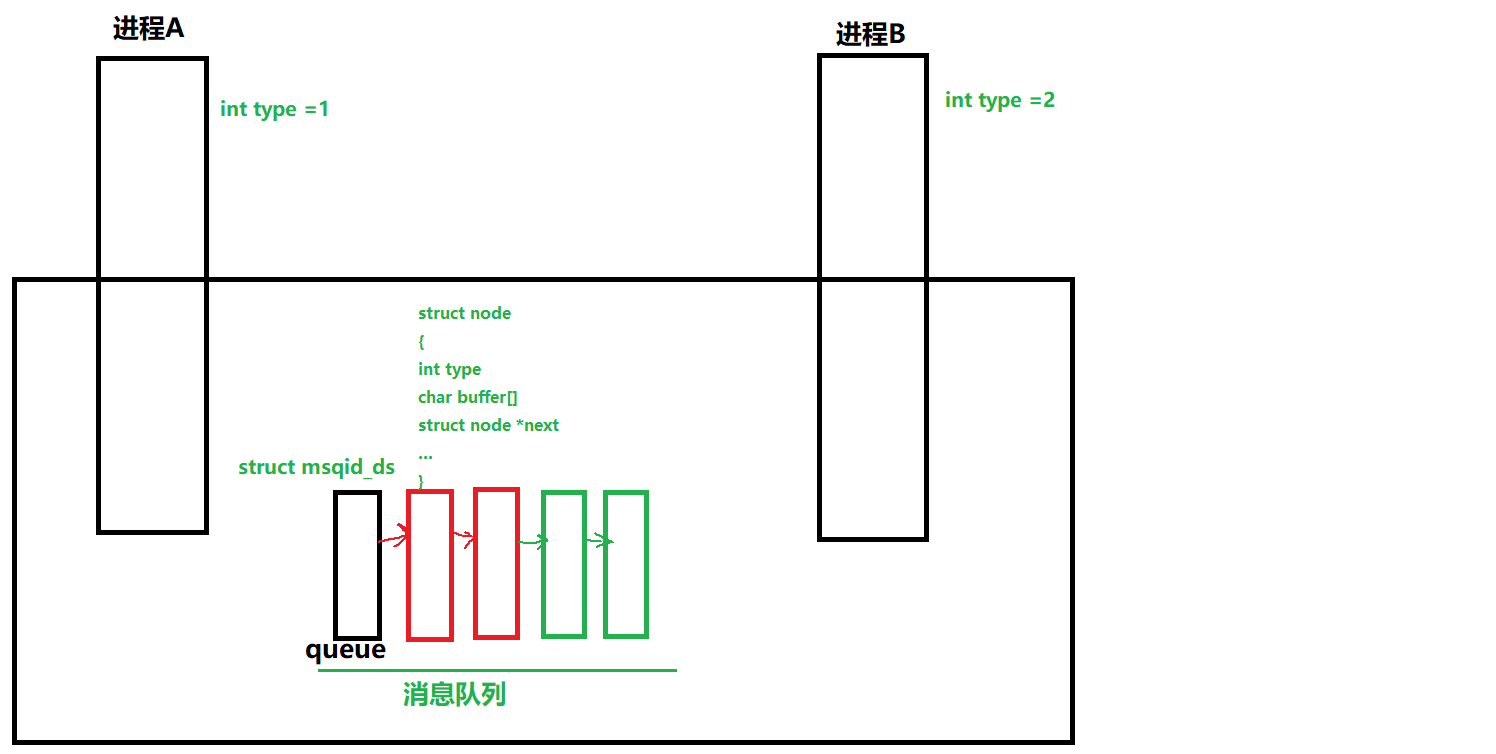 进程A
进程B
int type =1
int type =2
struct node
{
int type
char buffer[]
struct node *next
...
}
struct msqid_ds
queue
消息队列